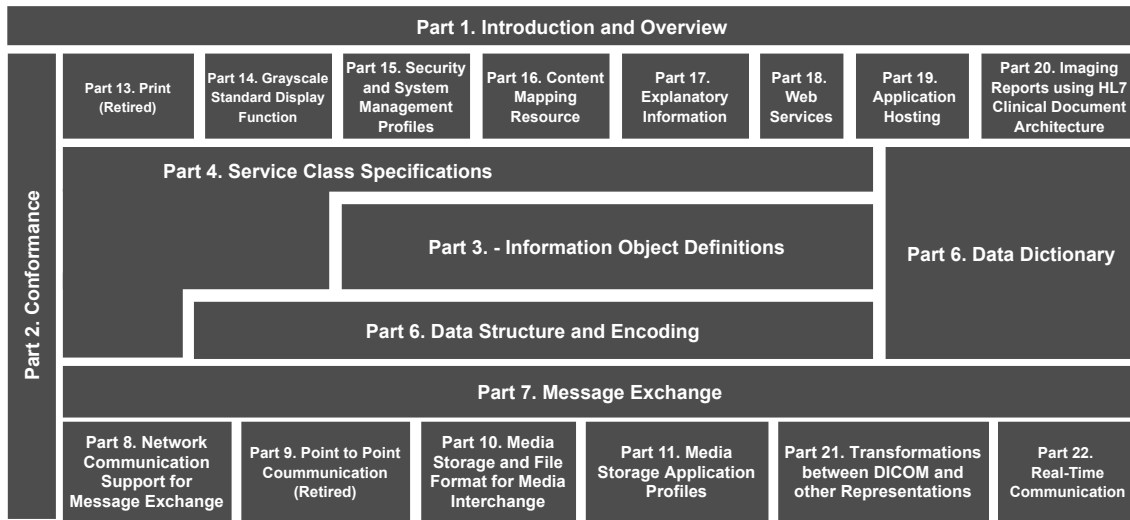 Part 1. Introduction and Overview
Part 2. Conformance
Part 13. Print
(Retired)
Part 14. Grayscale
Standard Display
Function
Part 15. Security
and System
Management
Profiles
Part 16. Content
Mapping
Resource
Part 17.
Explanatory
Information
Part 18.
Web
Services
Part 19.
Application
Hosting
Part 20. Imaging
Reports using HL7
Clinical Document
Architecture
Part 4. Service Class Specifications
Part 3. - Information Object Definitions
Part 6. Data Dictionary
Part 6. Data Structure and Encoding
Part 7. Message Exchange
Part 8. Network
Communication
Support for
Message Exchange
Part 9. Point to Point
Coummunication
(Retired)
Part 10. Media
Storage and File
Format for Media
Interchange
Part 11. Media
Storage Application
Profiles
Part 21. Transformations
between DICOM and
other Representations
Part 22.
Real-Time
Communication